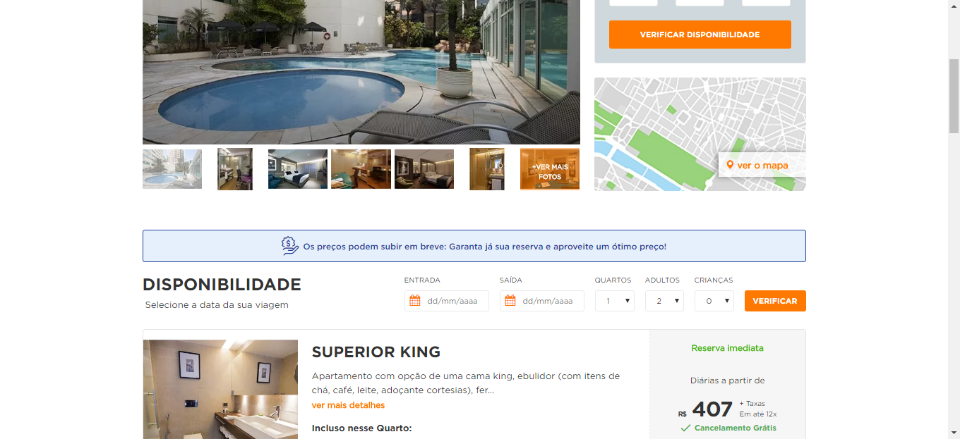 VERIFICAR DISPONIBILIDADE
ver o mapa
+VER MAIS
FOTOS
Os preços podem subir em breve: Garanta já sua reserva e aproveite um ótimo preço!
DISPONIBILIDADE
Selecione a data da sua viagem
ENTRADA
SAÍDA
QUARTOS
ADULTOS
CRIANÇAS
dd/mm/aaaa
dd/mm/aaaa
1
2
0
VERIFICAR
SUPERIOR KING
Apartamento com opção de uma cama king, ebulidor (com itens de
chá, café, leite, adoçante cortesias), fer...
ver mais detalhes
Incluso nesse Quarto:
Reserva imediata
Diárias a partir de
R$ 407
+ Taxas
Em até 12x
Cancelamento Grátis